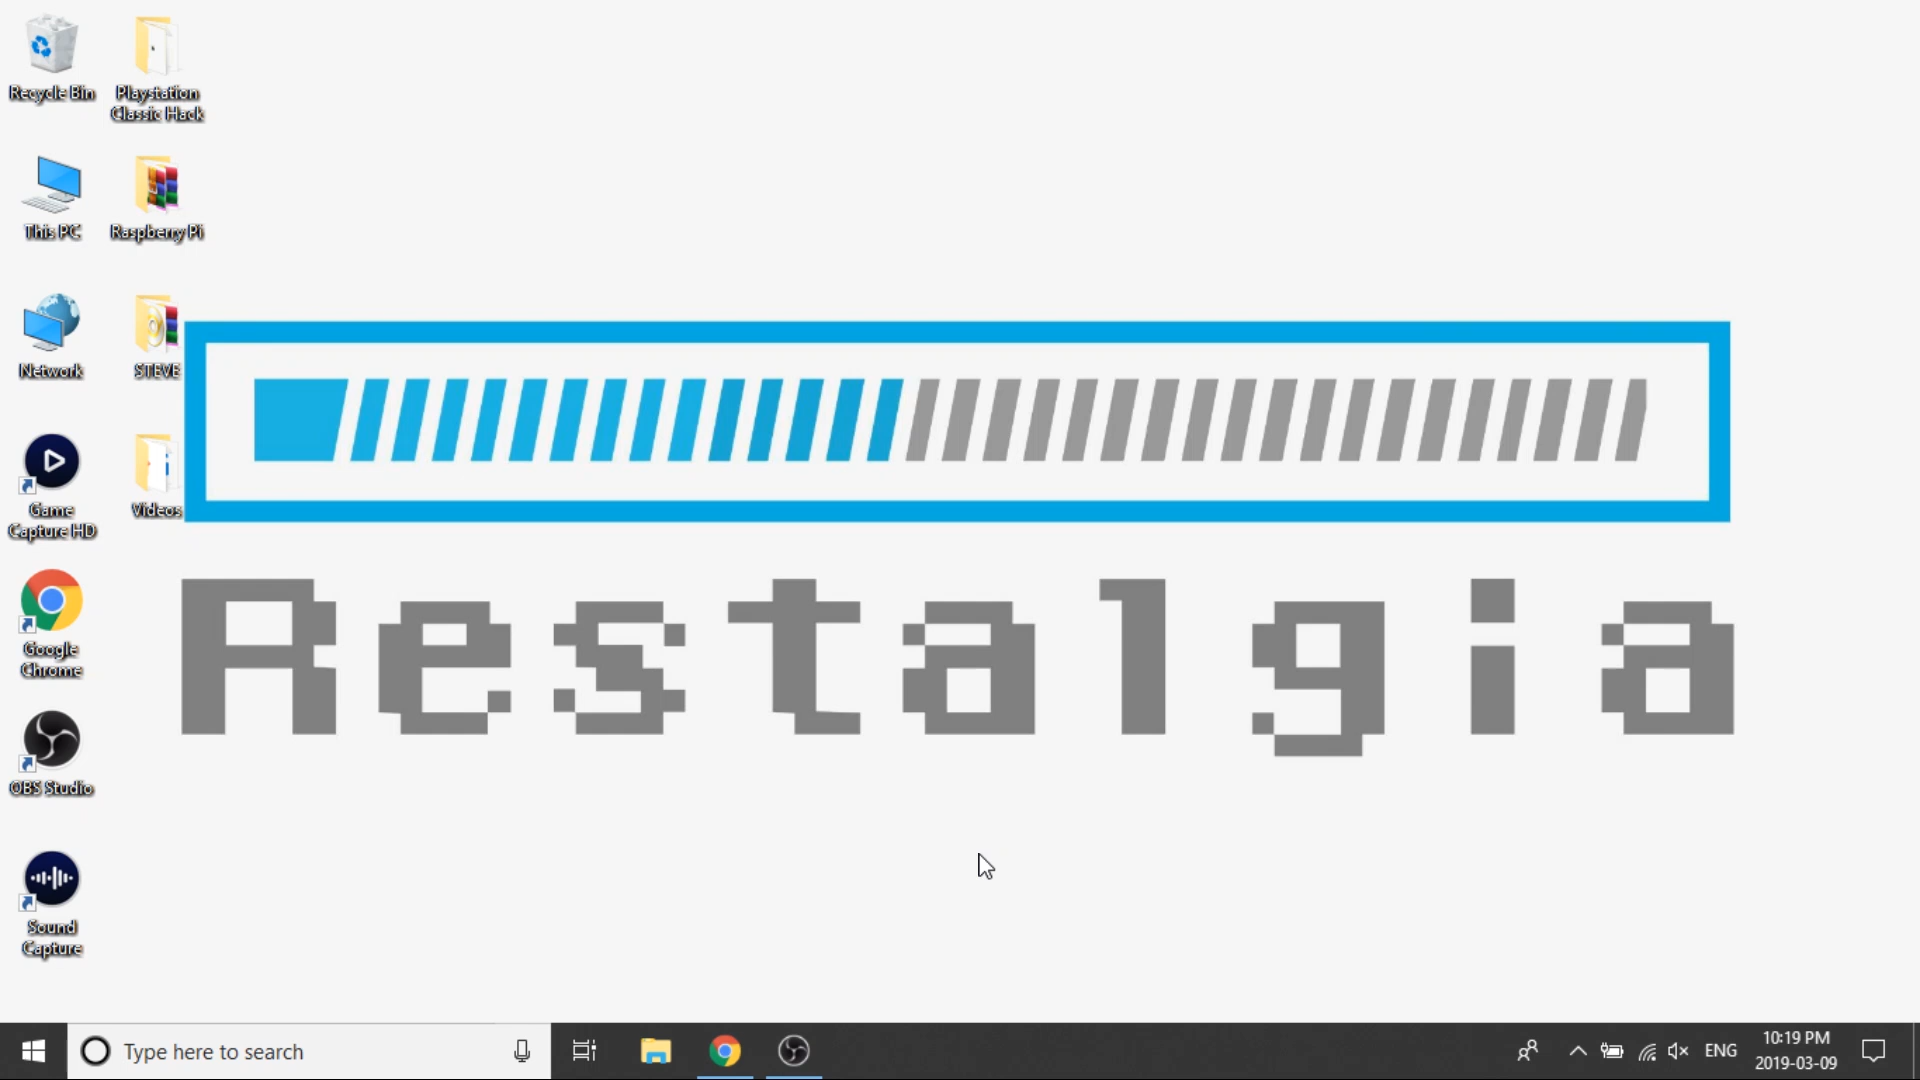 Recycle Bin
Playstation
Classic Hack
This PC
Raspberry Pi
Network
STEVE
Game
Capture HD
Videos
Google
Chrome
OBS Studio
Sound
Capture
Restalgia
Type here to search
ENG
10:19 PM
2019-03-09